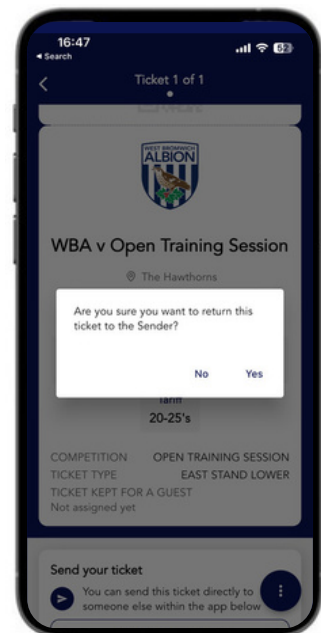 16:47
62
Search
Ticket 1 of 1
WEST BROMWICH
ALBION
WBA v Open Training Session
The Hawthorns
Are you sure you want to return this
ticket to the Sender?
No Yes
Tariff
20-25's
COMPETITION OPEN TRAINING SESSION
TICKET TYPE EAST STAND LOWER
TICKET KEPT FOR A GUEST
Not assigned yet
Send your ticket
You can send this ticket directly to
someone else within the app below